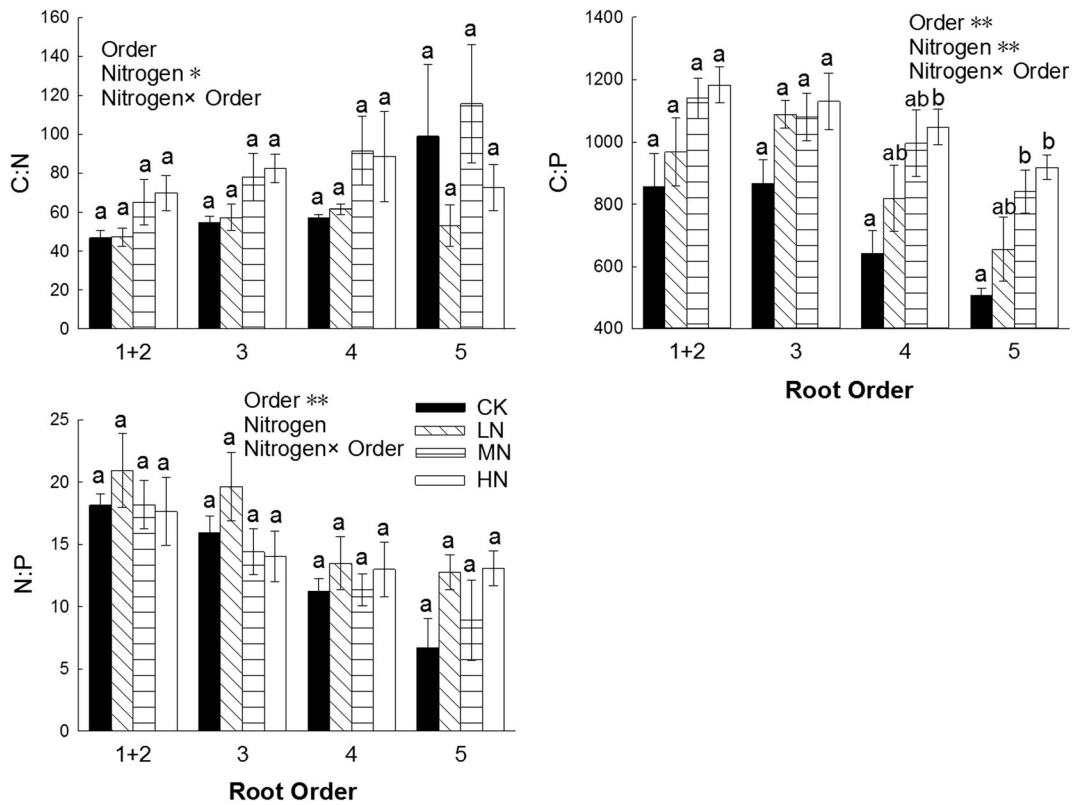 160
140
120
100
80
60
40
20
0
C:N
Order
Nitrogen *
Nitrogen× Order
a a a a
a a a a
a a a a
a a a a
1+2 3 4 5
1400
1200
1000
800
600
400
C:P
Order **
Nitrogen **
Nitrogen× Order
a a a a
a a a a
a ab ab b
a ab b b
1+2 3 4 5
Root Order
25
20
15
10
5
0
N:P
Order **
Nitrogen
Nitrogen× Order
CK
LN
MN
HN
a a a a
a a a a
a a a a
a a a a
1+2 3 4 5
Root Order